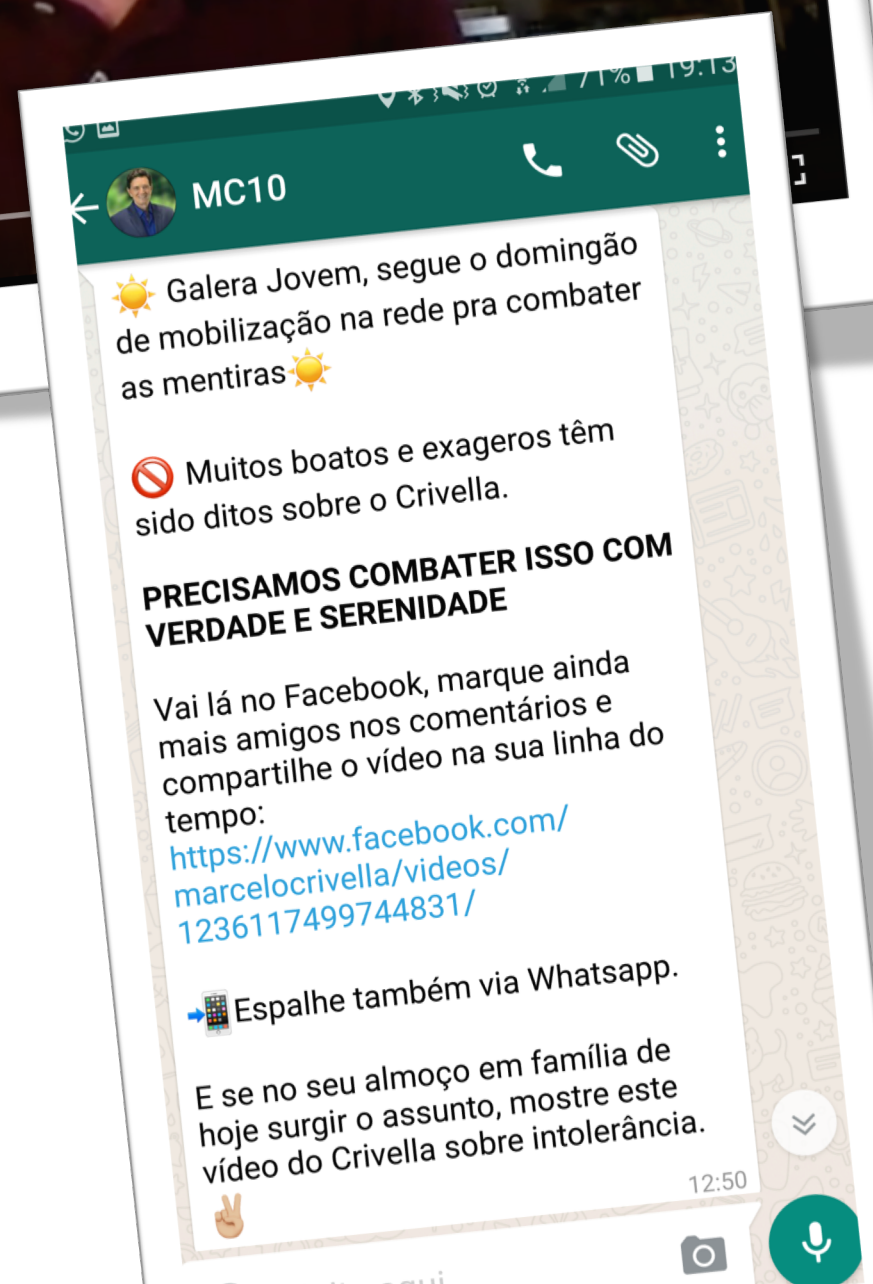 71% 19:13
MC10
☀️ Galera Jovem, segue o domingão
de mobilização na rede pra combater
as mentiras☀️
🚫 Muitos boatos e exageros têm
sido ditos sobre o Crivella.
PRECISAMOS COMBATER ISSO COM
VERDADE E SERENIDADE
Vai lá no Facebook, marque ainda
mais amigos nos comentários e
compartilhe o vídeo na sua linha do
tempo:
https://www.facebook.com/
marcelocrivella/videos/
1236117499744831/
📲Espalhe também via Whatsapp.
E se no seu almoço em família de
hoje surgir o assunto, mostre este
vídeo do Crivella sobre intolerância.
✌🏼
12:50